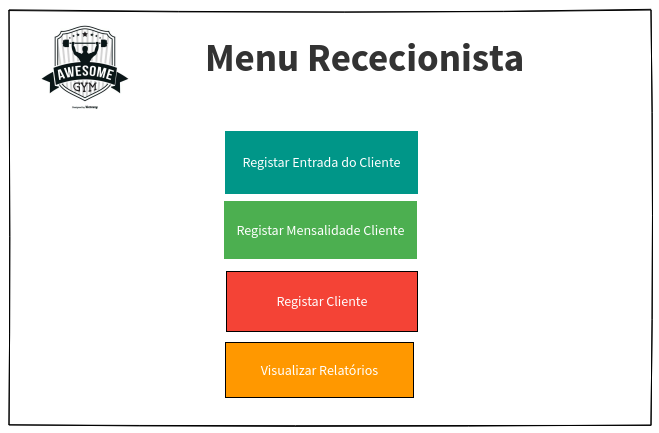 Menu Rececionista
AWESOME
GYM
Registar Entrada do Cliente
Registar Mensalidade Cliente
Registar Cliente
Visualizar Relatórios